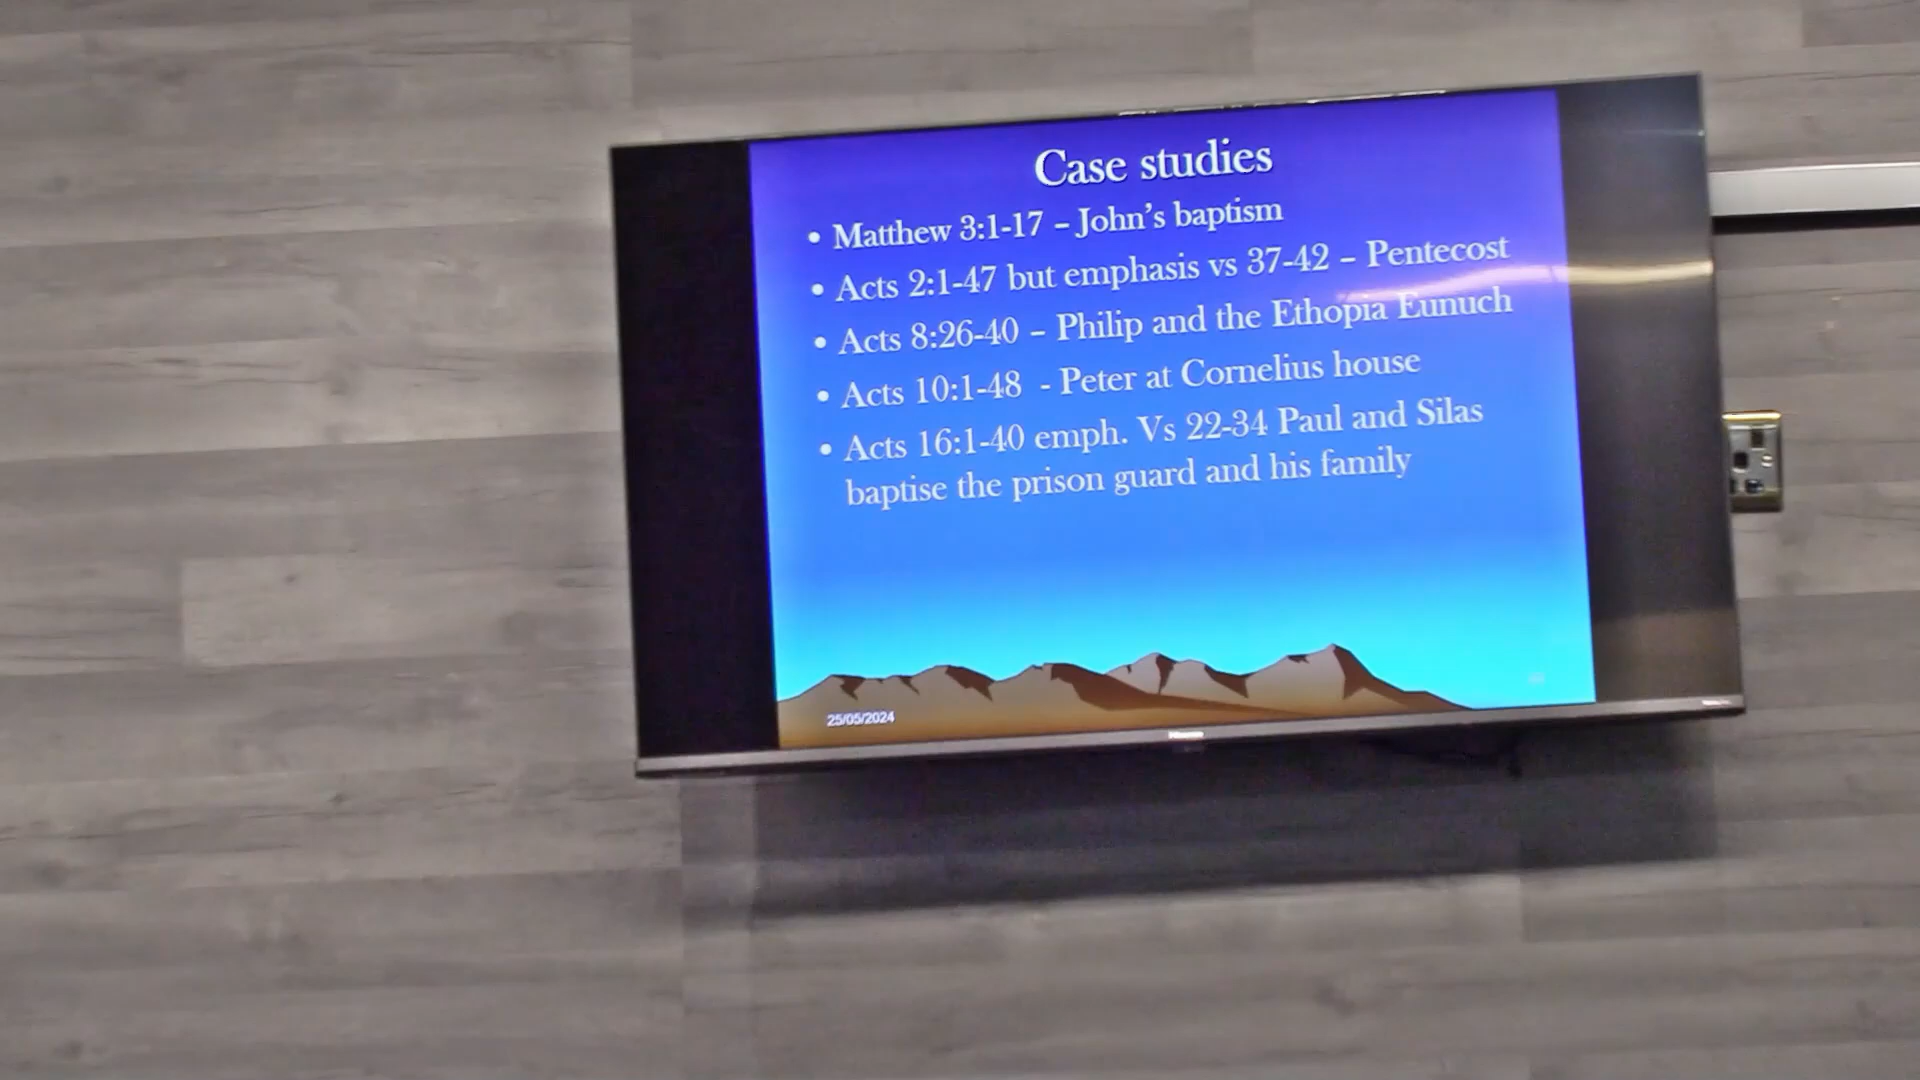 Case studies
• Matthew 3:1-17 – John's baptism
• Acts 2:1-47 but emphasis vs 37-42 – Pentecost
• Acts 8:26-40 – Philip and the Ethopia Eunuch
• Acts 10:1-48 - Peter at Cornelius house
• Acts 16:1-40 emph. Vs 22-34 Paul and Silas
baptise the prison guard and his family
25/05/2024
Hisense